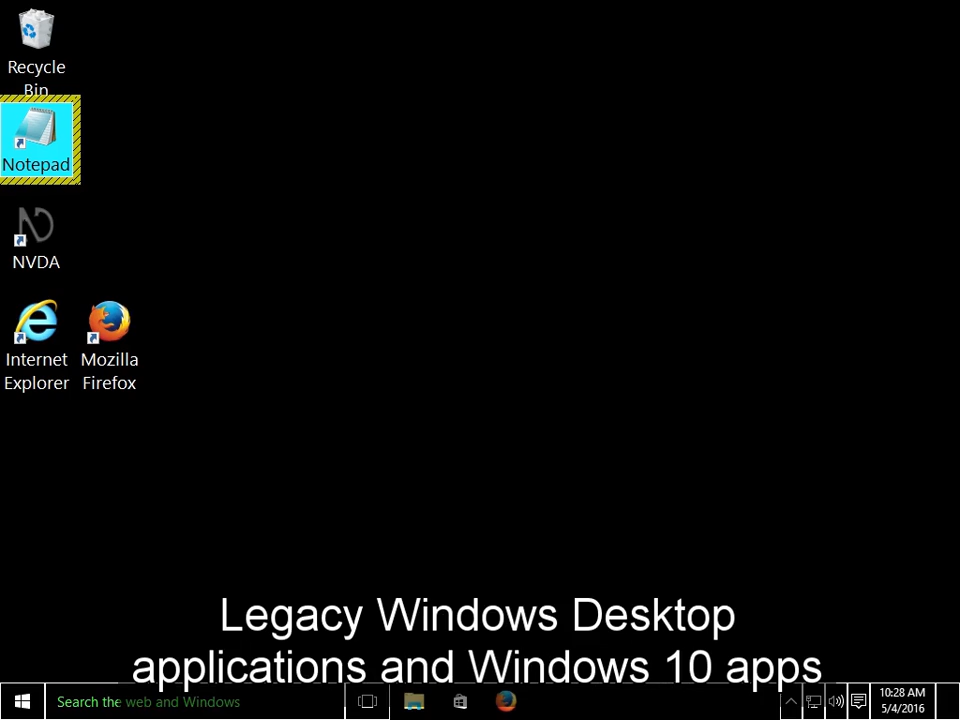 Recycle
Bin
Notepad
NVDA
Internet
Explorer
Mozilla
Firefox
Legacy Windows Desktop
applications and Windows 10 apps
Search the web and Windows
10:28 AM
5/4/2016